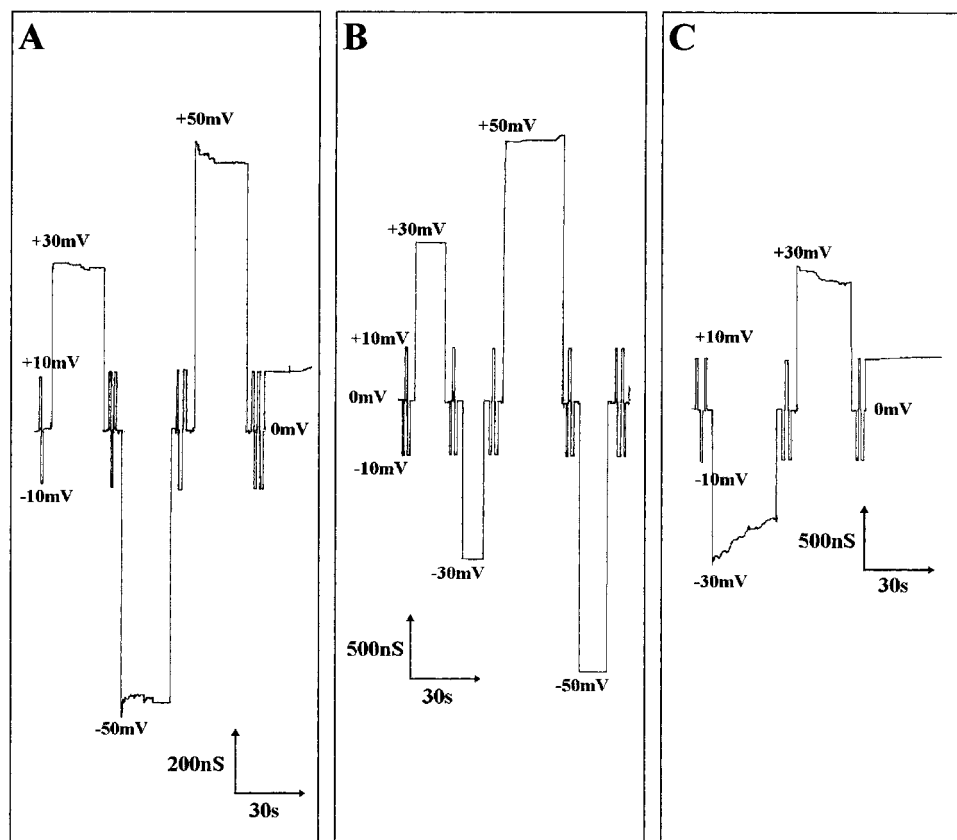 A
+50mV
+30mV
+10mV
0mV
-10mV
-50mV
200nS
30s
B
+50mV
+30mV
+10mV
0mV
-10mV
-30mV
500nS
30s
-50mV
C
+30mV
+10mV
0mV
-10mV
500nS
-30mV
30s